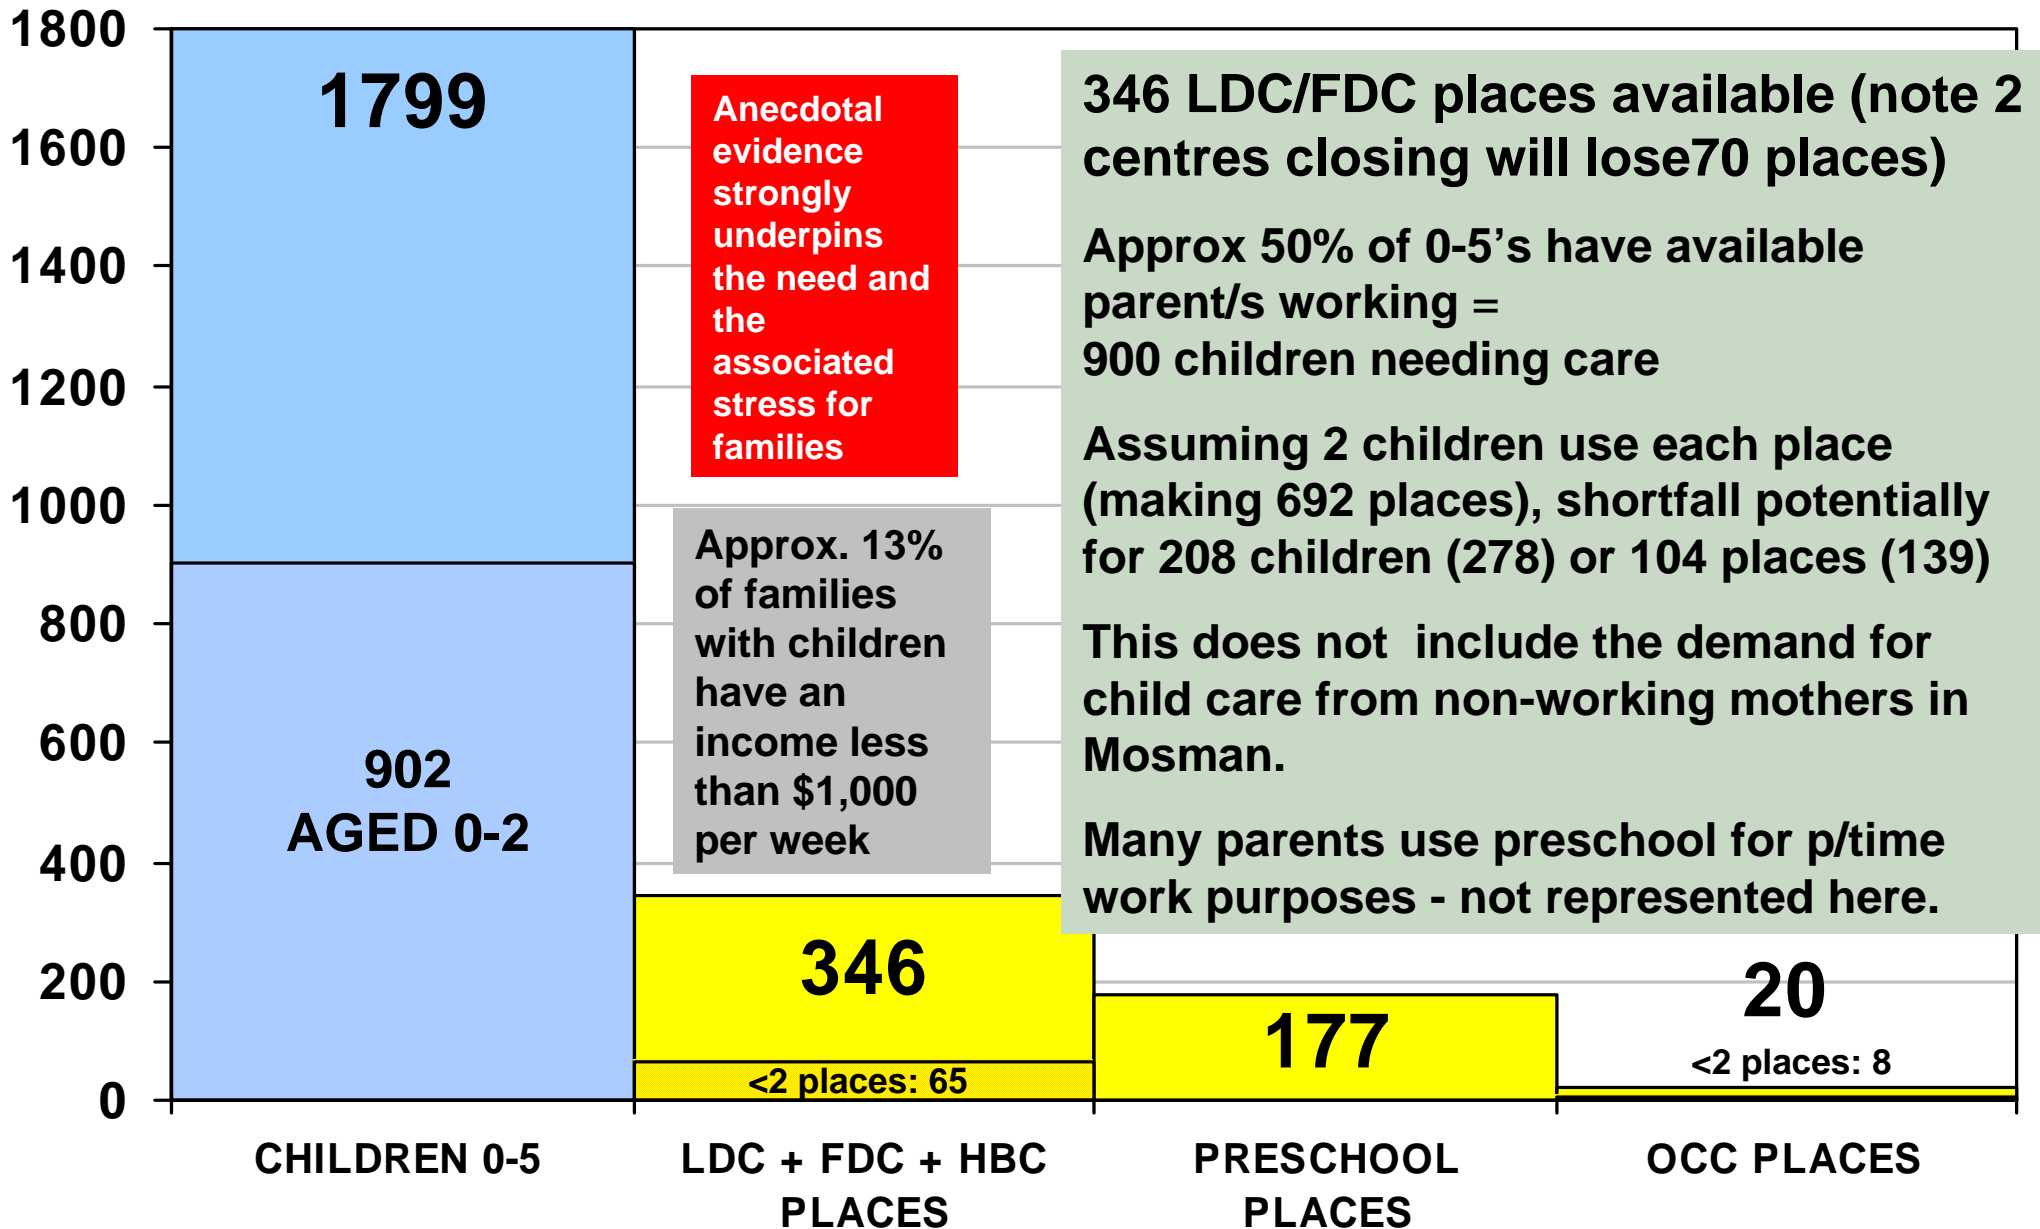 1800
1600
1400
1200
1000
800
600
400
200
0
1799
902
AGED 0-2
Anecdotal
evidence
strongly
underpins
the need and
the
associated
stress for
families
Approx. 13%
of families
with children
have an
income less
than $1,000
per week
346 LDC/FDC places available (note 2
centres closing will lose70 places)
Approx 50% of 0-5’s have available
parent/s working =
900 children needing care
Assuming 2 children use each place
(making 692 places), shortfall potentially
for 208 children (278) or 104 places (139)
This does not  include the demand for
child care from non-working mothers in
Mosman.
Many parents use preschool for p/time
work purposes - not represented here.
346
<2 places: 65
177
20
<2 places: 8
CHILDREN 0-5
LDC + FDC + HBC
PLACES
PRESCHOOL
PLACES
OCC PLACES